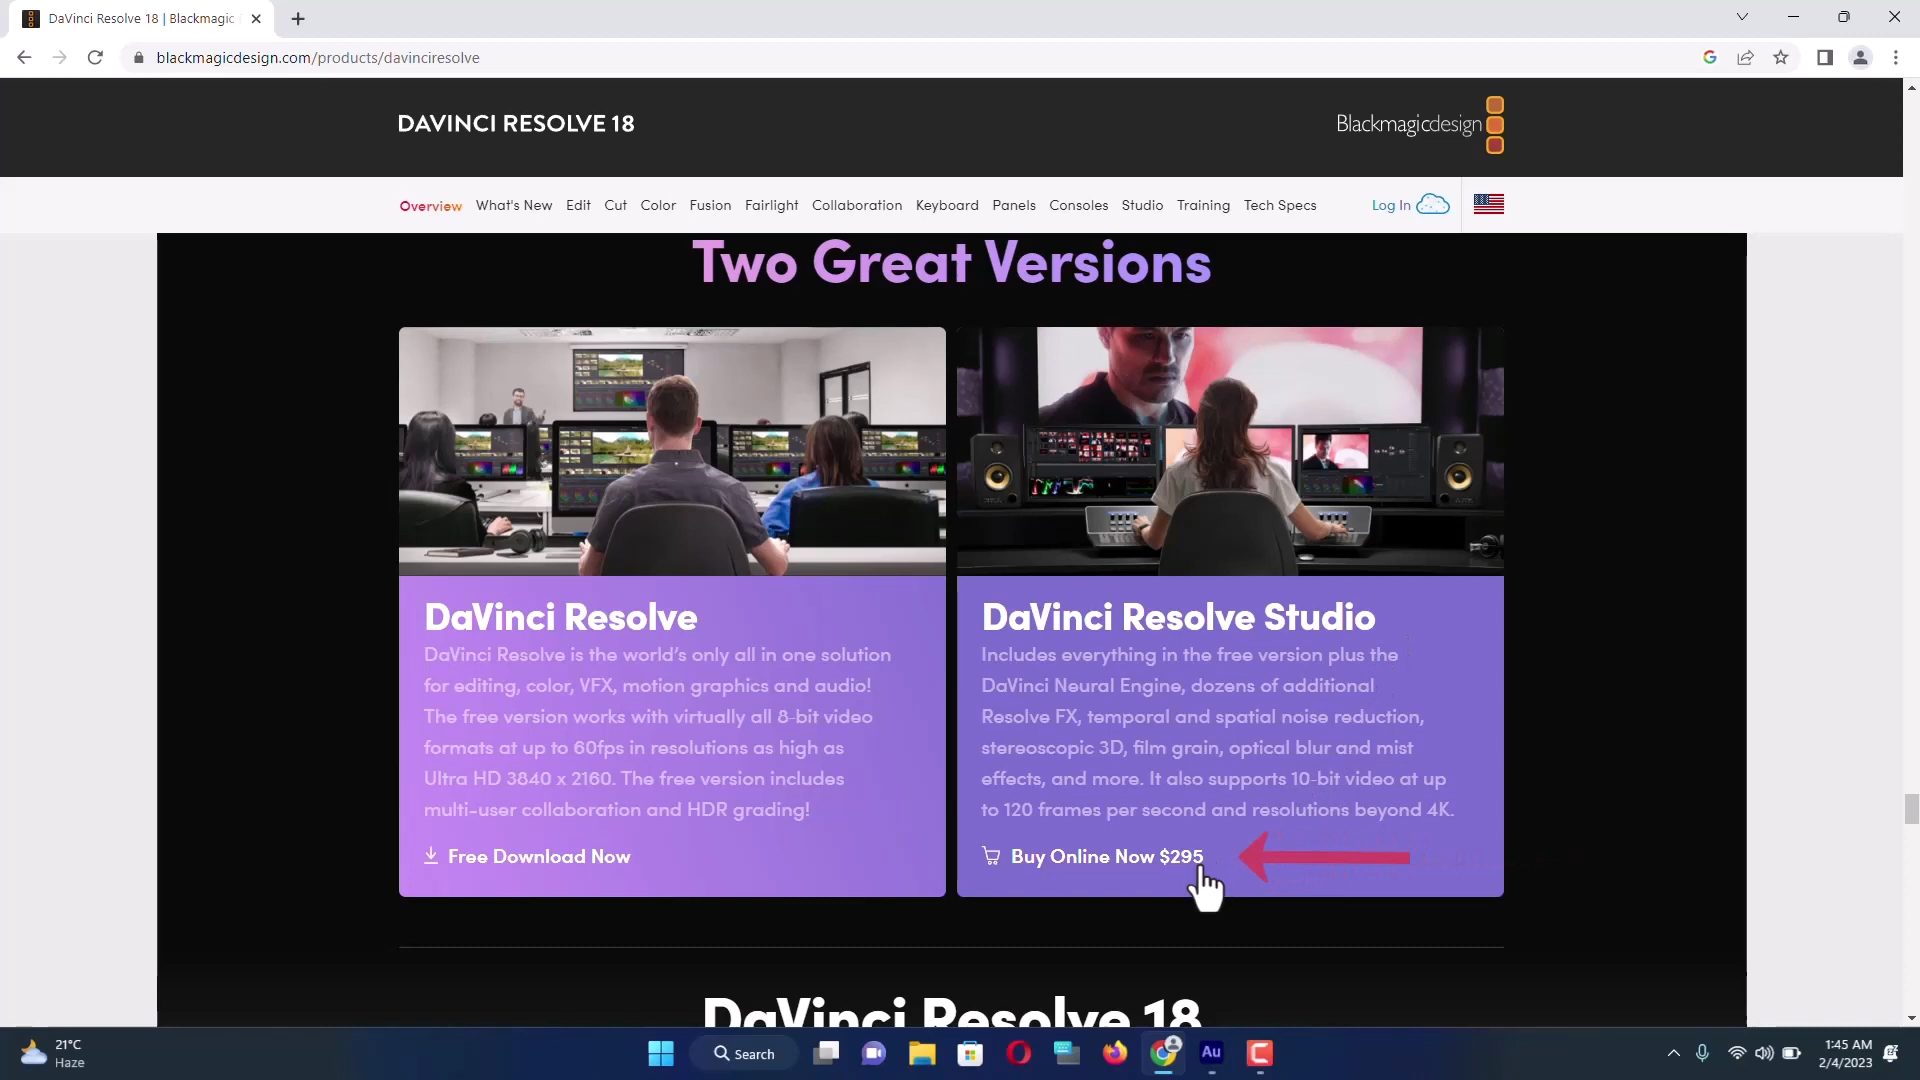 DaVinci Resolve 18 | Blackmagic
blackmagicdesign.com/products/davinciresolve
DAVINCI RESOLVE 18
Blackmagicdesign
Overview What's New Edit Cut Color Fusion Fairlight Collaboration Keyboard Panels Consoles Studio Training Tech Specs Log In
Two Great Versions
DaVinci Resolve
DaVinci Resolve is the world's only all in one solution
for editing, color, VFX, motion graphics and audio!
The free version works with virtually all 8-bit video
formats at up to 60fps in resolutions as high as
Ultra HD 3840 x 2160. The free version includes
multi-user collaboration and HDR grading!
Free Download Now
DaVinci Resolve Studio
Includes everything in the free version plus the
DaVinci Neural Engine, dozens of additional
Resolve FX, temporal and spatial noise reduction,
stereoscopic 3D, film grain, optical blur and mist
effects, and more. It also supports 10-bit video at up
to 120 frames per second and resolutions beyond 4K.
Buy Online Now $295
DaVinci Resolve 18
21°C
Haze
Search
Au
1:45 AM
2/4/2023